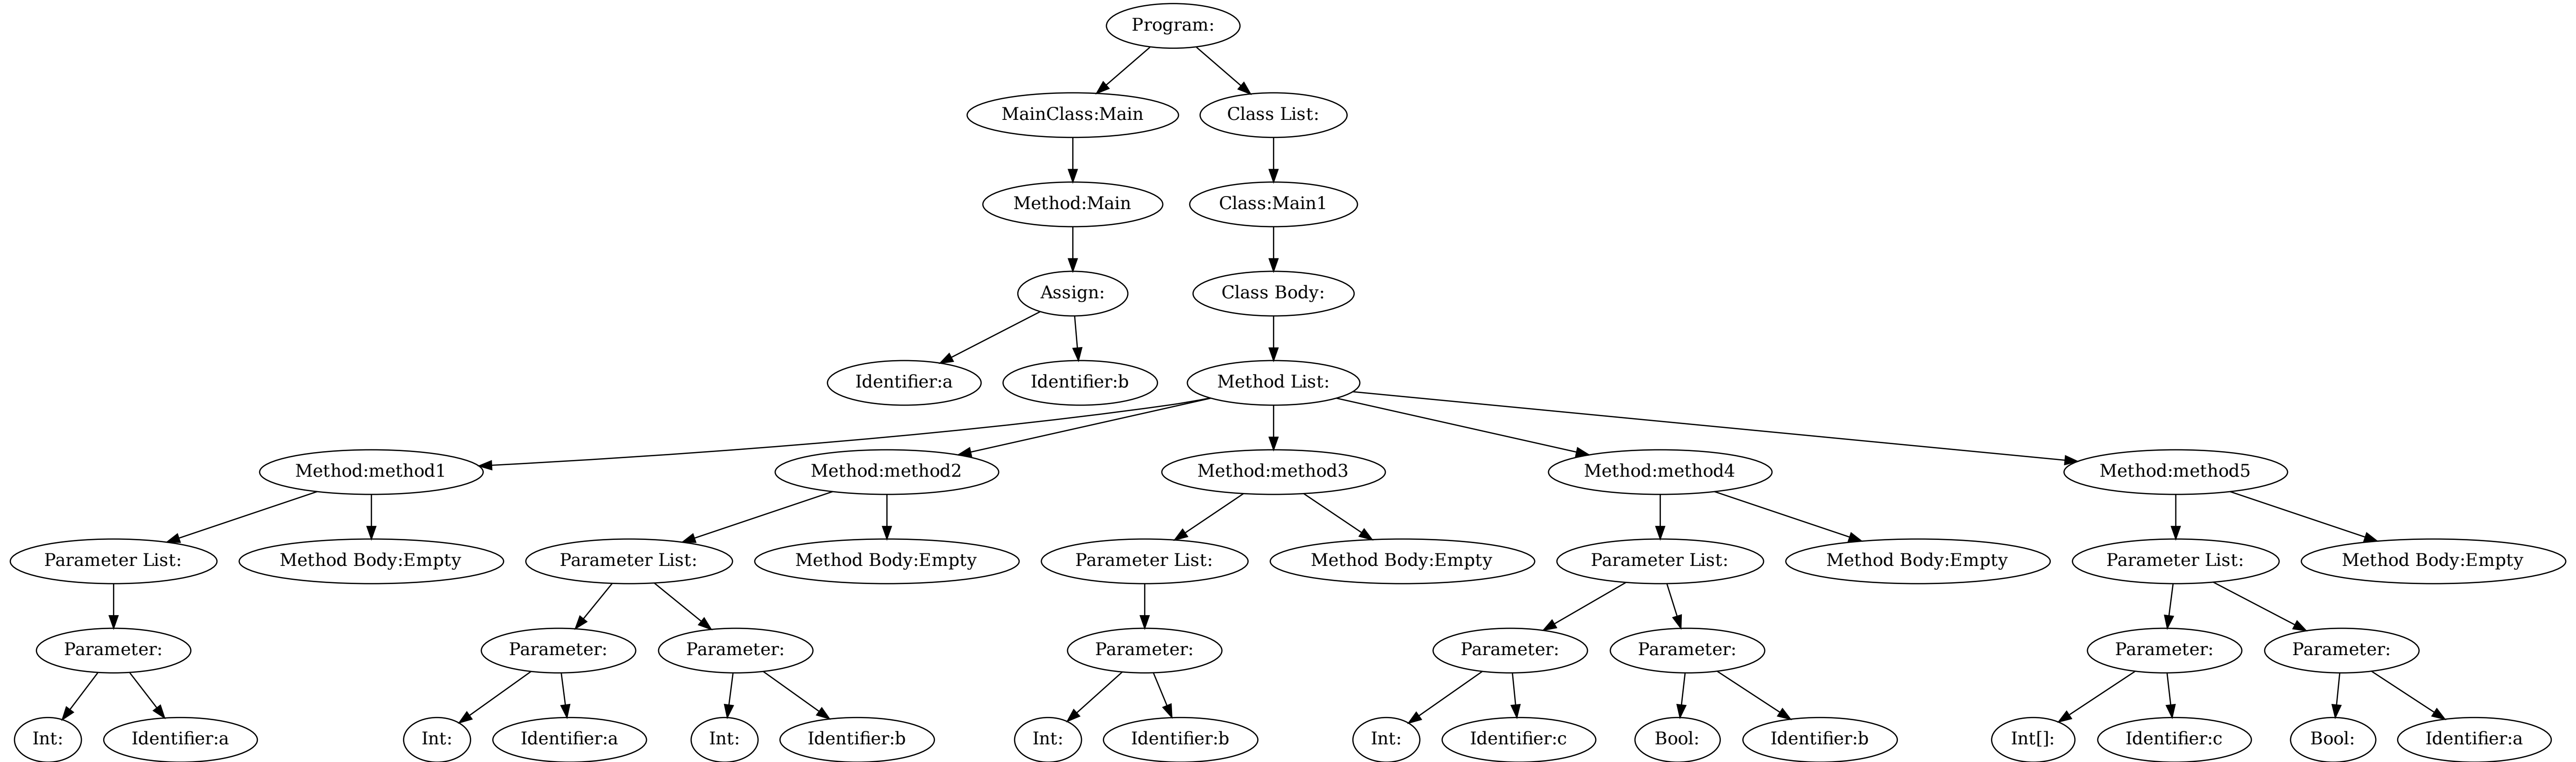 Program:
MainClass:Main
Class List:
Method:Main
Class:Main1
Assign:
Class Body:
Identifier:a
Identifier:b
Method List:
Method:method1
Method:method2
Method:method3
Method:method4
Method:method5
Parameter List:
Method Body:Empty
Parameter List:
Method Body:Empty
Parameter List:
Method Body:Empty
Parameter List:
Method Body:Empty
Parameter List:
Method Body:Empty
Parameter:
Parameter:
Parameter:
Parameter:
Parameter:
Parameter:
Parameter:
Parameter:
Int:
Identifier:a
Int:
Identifier:a
Int:
Identifier:b
Int:
Identifier:b
Int:
Identifier:c
Bool:
Identifier:b
Int[]:
Identifier:c
Bool:
Identifier:a